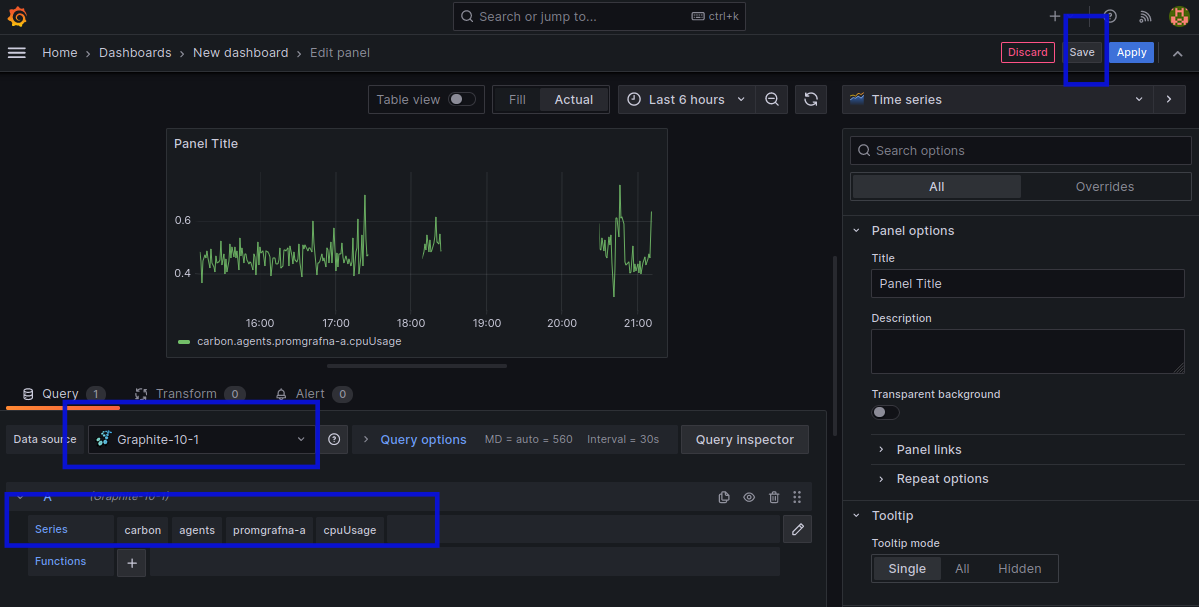 Search or jump to...
ctrl+k
Home › Dashboards › New dashboard › Edit panel
Discard
Save
Apply
Table view
Fill
Actual
Last 6 hours
Time series
Panel Title
0.6
0.4
16:00
17:00
18:00
19:00
20:00
21:00
carbon.agents.promgrafna-a.cpuUsage
Search options
All
Overrides
Panel options
Title
Panel Title
Description
Transparent background
Panel links
Repeat options
Tooltip
Tooltip mode
Single
All
Hidden
Query 1
Transform 0
Alert 0
Data source
Graphite-10-1
Query options
MD = auto = 560
Interval = 30s
Query inspector
A (Graphite-10-1)
Series carbon agents promgrafna-a cpuUsage
Functions +